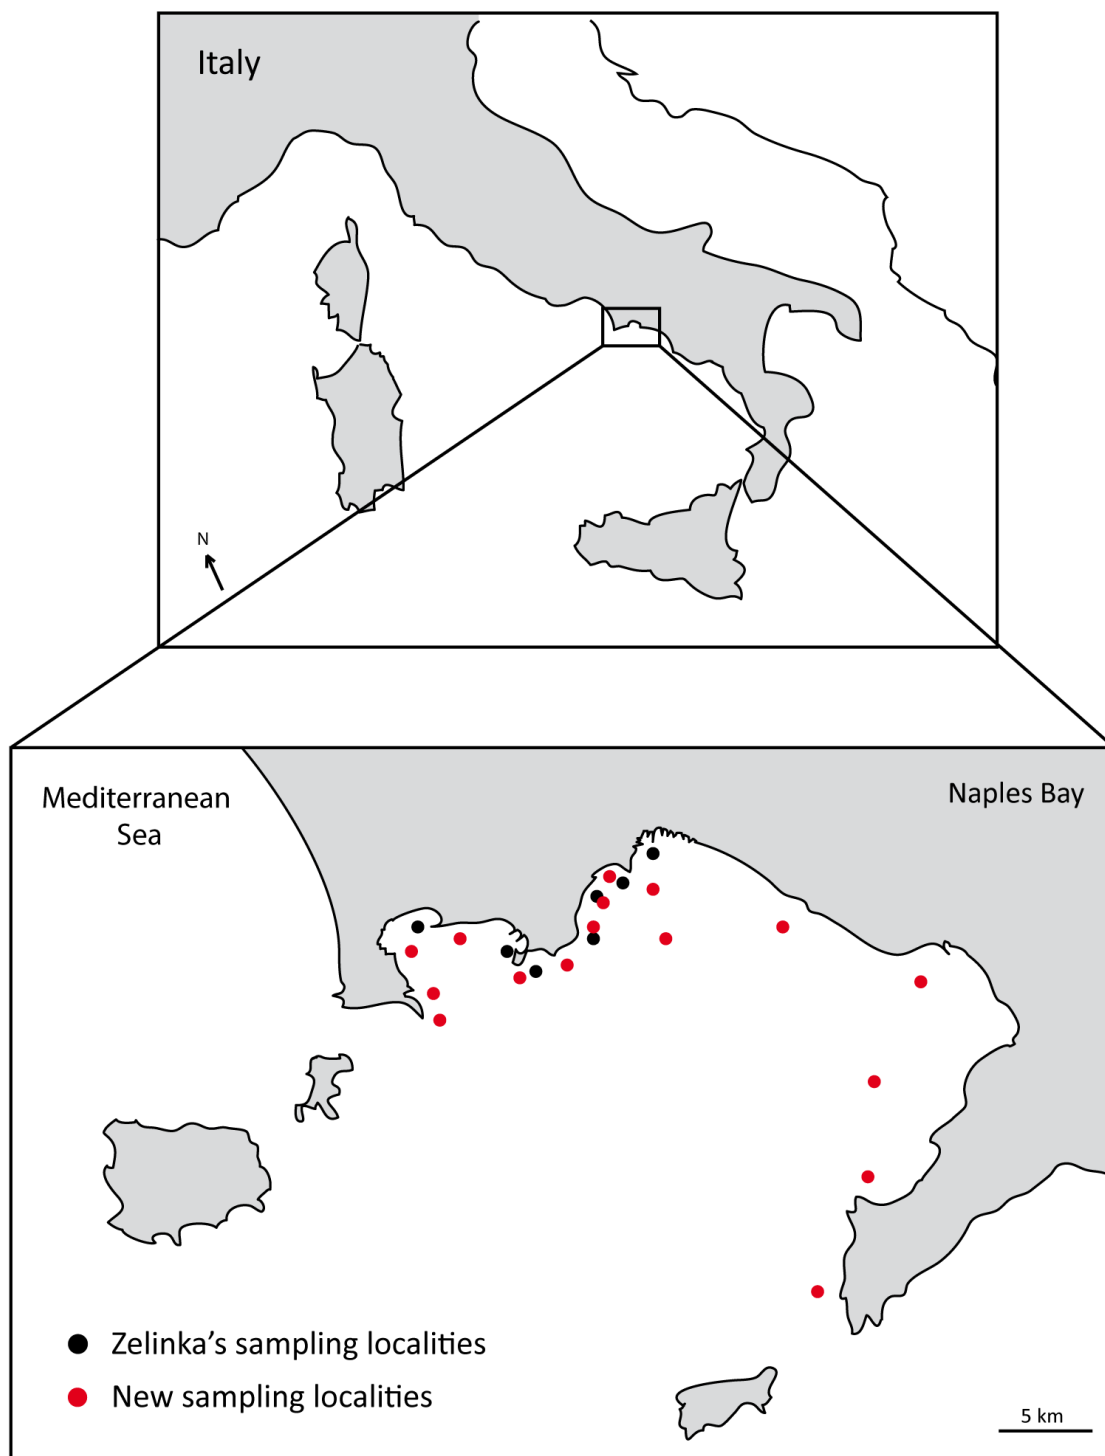 Italy
N
Mediterranean
Sea
Naples Bay
Zelinka's sampling localities
New sampling localities
5 km